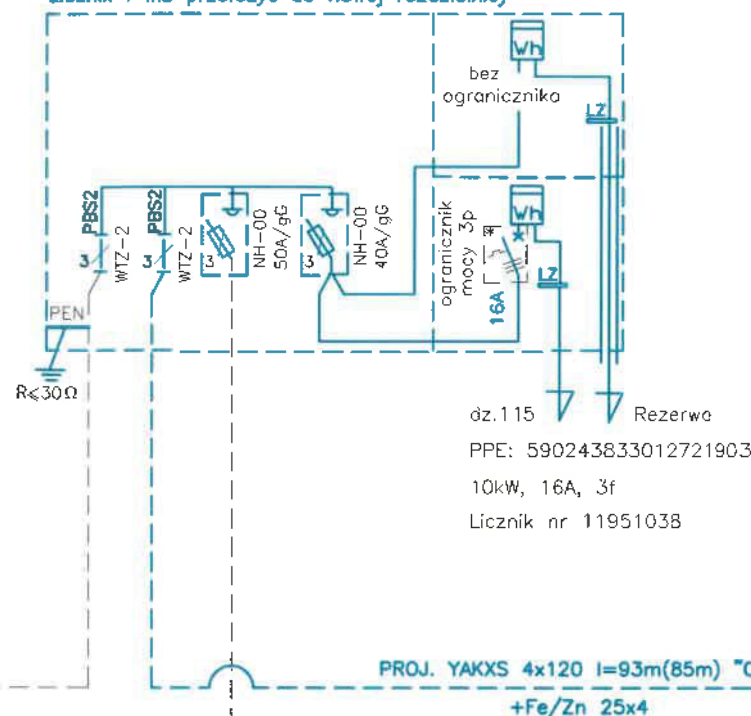 Wh
bez
ogranicznika
LZ
PBS2
PBS2
3
WTZ-2
3
WTZ-2
3
NH-00
50A/gG
3
NH-00
40A/gG
ogranicznik
mocy 3p
16A
Wh
LZ
PEN
R≤30Ω
dz.115
Rezerwa
PPE: 590243833012721903
10kW, 16A, 3f
Licznik nr 11951038
PROJ. YAKXS 4x120 l=93m(85m)
+Fe/Zn 25x4